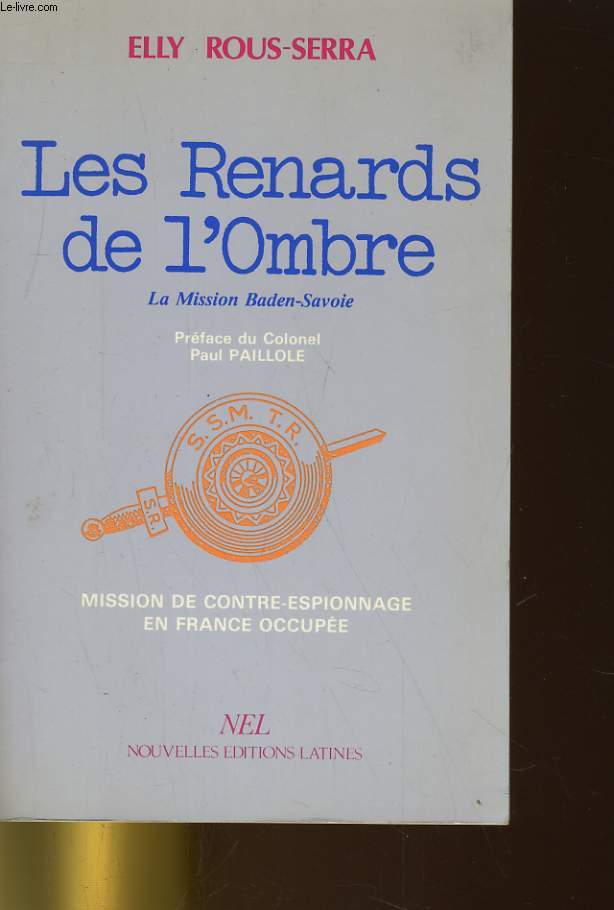 Le-livre.com
ELLY ROUS-SERRA
Les Renards
de l'Ombre
La Mission Baden-Savoie
Préface du Colonel
Paul PAILLOLE
S.S.M. T.R.
S.R.
MISSION DE CONTRE-ESPIONNAGE
EN FRANCE OCCUPÉE
NEL
NOUVELLES EDITIONS LATINES